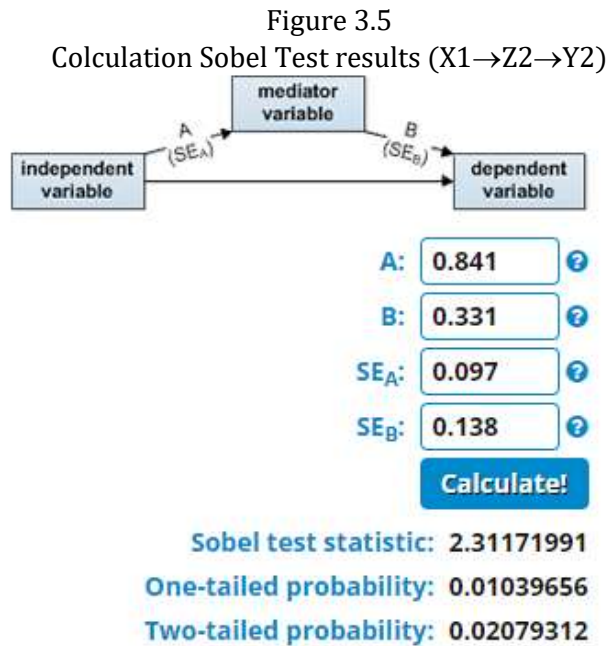 Figure 3.5
Colculation Sobel Test results (X1→Z2→Y2)
mediator
variable
A
(SEA)
B
(SEB)
independent
variable
dependent
variable
A: 0.841 ?
B: 0.331 ?
SEA: 0.097 ?
SEB: 0.138 ?
Calculate!
Sobel test statistic: 2.31171991
One-tailed probability: 0.01039656
Two-tailed probability: 0.02079312